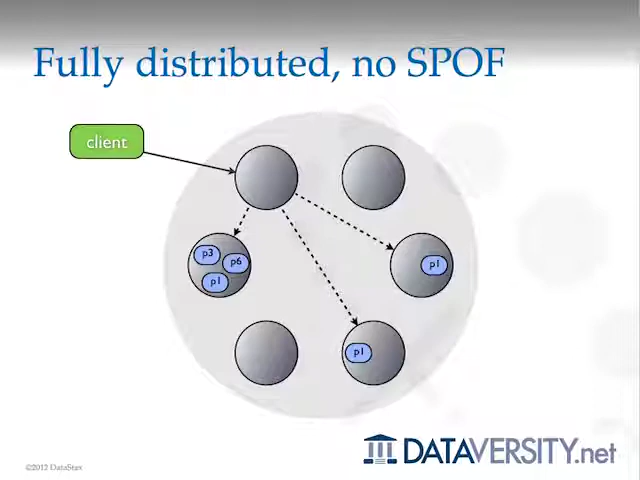 Fully distributed, no SPOF
client
p3
p6
p1
p1
p1
©2012 DataStax
DATAVERSITY.net